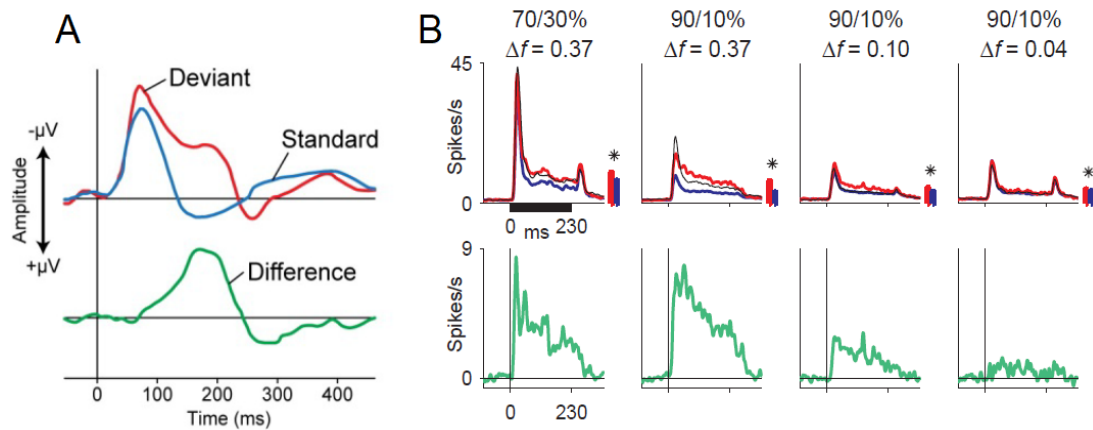 A
Deviant
Standard
-µV
Amplitude
+µV
Difference
0 100 200 300 400
Time (ms)
B
70/30% 90/10% 90/10% 90/10%
Δf = 0.37 Δf = 0.37 Δf = 0.10 Δf = 0.04
45
Spikes/s
0
* * * *
0 ms 230
9
Spikes/s
0
0 230